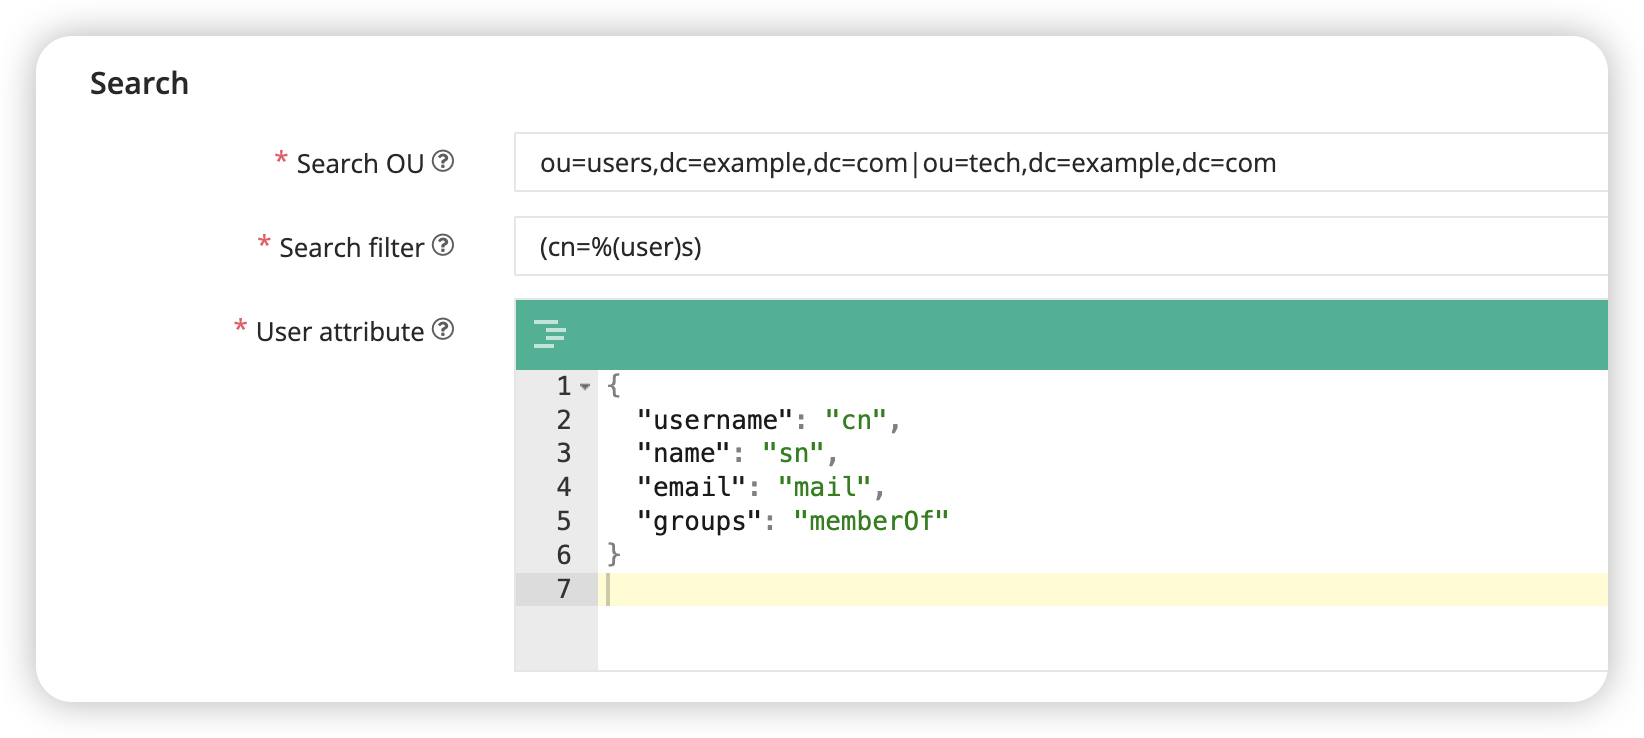 Search
* Search OU ? ou=users,dc=example,dc=com|ou=tech,dc=example,dc=com
* Search filter ? (cn=%(user)s)
* User attribute ?
1 {
2 "username": "cn",
3 "name": "sn",
4 "email": "mail",
5 "groups": "memberOf"
6 }
7